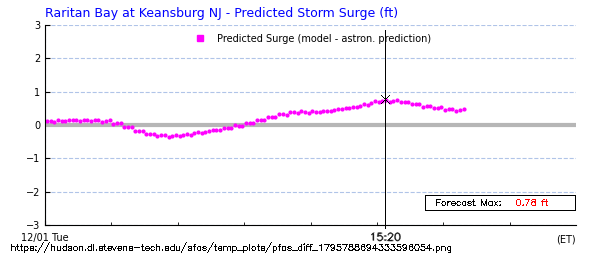 Raritan Bay at Keansburg NJ - Predicted Storm Surge (ft)
3
Predicted Surge (model - astron. prediction)
2
1
0
−1
−2
Forecast Max: 0.78 ft
−3
12/01 Tue 15:20 (ET)
https://hudson.dl.stevens-tech.edu/sfas/temp_plots/pfas_diff_1795788694333596054.png